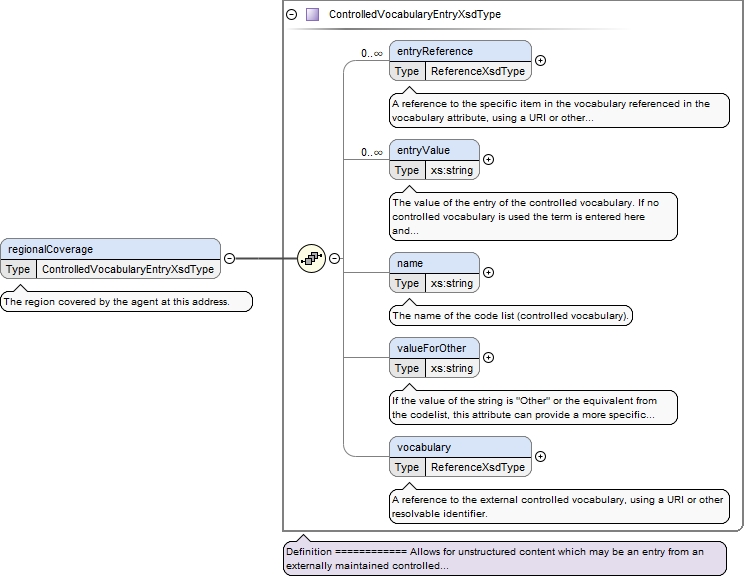 ControlledVocabularyEntryXsdType
0..∞
entryReference
Type ReferenceXsdType
A reference to the specific item in the vocabulary referenced in the
vocabulary attribute, using a URI or other...
0..∞
entryValue
Type xs:string
The value of the entry of the controlled vocabulary. If no
controlled vocabulary is used the term is entered here
and...
regionalCoverage
Type ControlledVocabularyEntryXsdType
The region covered by the agent at this address.
name
Type xs:string
The name of the code list (controlled vocabulary).
valueForOther
Type xs:string
If the value of the string is "Other" or the equivalent from
the codelist, this attribute can provide a more specific...
vocabulary
Type ReferenceXsdType
A reference to the external controlled vocabulary, using a URI or other
resolvable identifier.
Definition ============ Allows for unstructured content which may be an entry from an
externally maintained controlled...